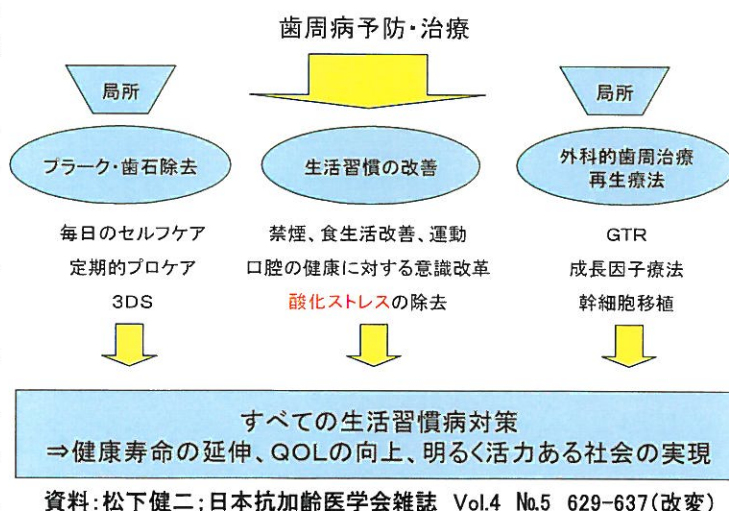 歯周病予防・治療
局所
局所
プラーク・歯石除去
生活習慣の改善
外科的歯周治療
再生療法
毎日のセルフケア
定期的プロケア
3DS
禁煙、食生活改善、運動
口腔の健康に対する意識改革
酸化ストレスの除去
GTR
成長因子療法
幹細胞移植
すべての生活習慣病対策
⇒健康寿命の延伸、QOLの向上、明るく活力ある社会の実現
資料:松下健二;日本抗加齢医学会雑誌 Vol.4 No.5 629-637(改変)